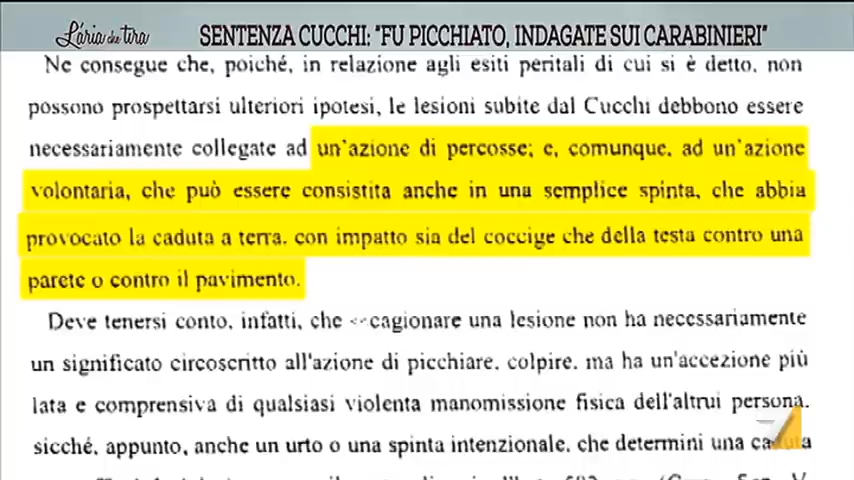 L'aria che tira
SENTENZA CUCCHI: "FU PICCHIATO, INDAGATE SUI CARABINIERI"
Ne consegue che, poiché, in relazione agli esiti peritali di cui si è detto, non
possono prospettarsi ulteriori ipotesi, le lesioni subite dal Cucchi debbono essere
necessariamente collegate ad un'azione di percosse; e, comunque, ad un'azione
volontaria, che può essere consistita anche in una semplice spinta, che abbia
provocato la caduta a terra, con impatto sia del coccige che della testa contro una
parete o contro il pavimento.
Deve tenersi conto, infatti, che «cagionare una lesione non ha necessariamente
un significato circoscritto all'azione di picchiare, colpire, ma ha un'accezione più
lata e comprensiva di qualsiasi violenta manomissione fisica dell'altrui persona,
sicché, appunto, anche un urto o una spinta intenzionale, che determini una caduta